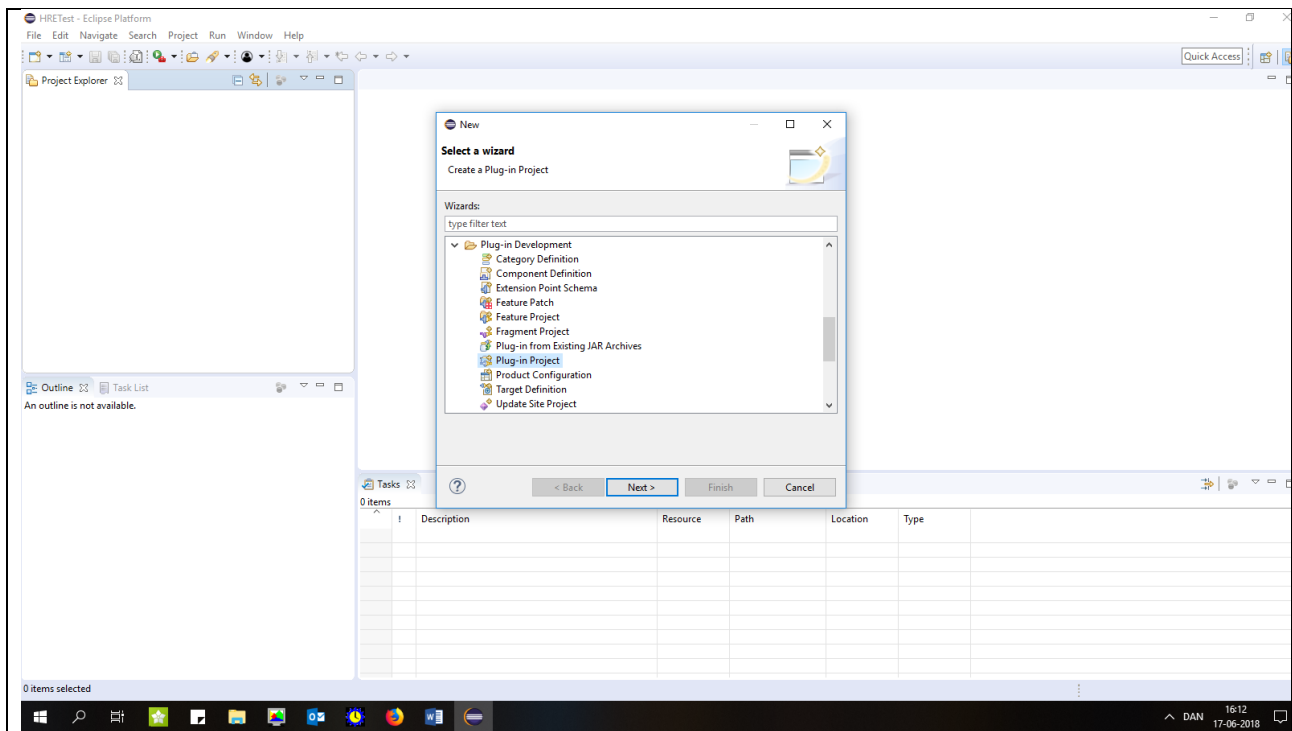 HRETest - Eclipse Platform
File Edit Navigate Search Project Run Window Help
Quick Access
Project Explorer
New
Select a wizard
Create a Plug-in Project
Wizards:
type filter text
Plug-in Development
Category Definition
Component Definition
Extension Point Schema
Feature Patch
Feature Project
Fragment Project
Plug-in from Existing JAR Archives
Plug-in Project
Product Configuration
Target Definition
Update Site Project
< Back Next > Finish Cancel
Outline Task List
An outline is not available.
Tasks
0 items
! Description Resource Path Location Type
0 items selected
DAN
16:12
17-06-2018